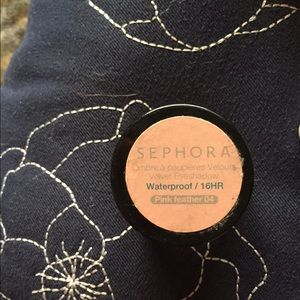 SEPHORA
Ombre à paupières Velours
Velvet Eyeshadow
Waterproof / 16HR
Pink feather 04